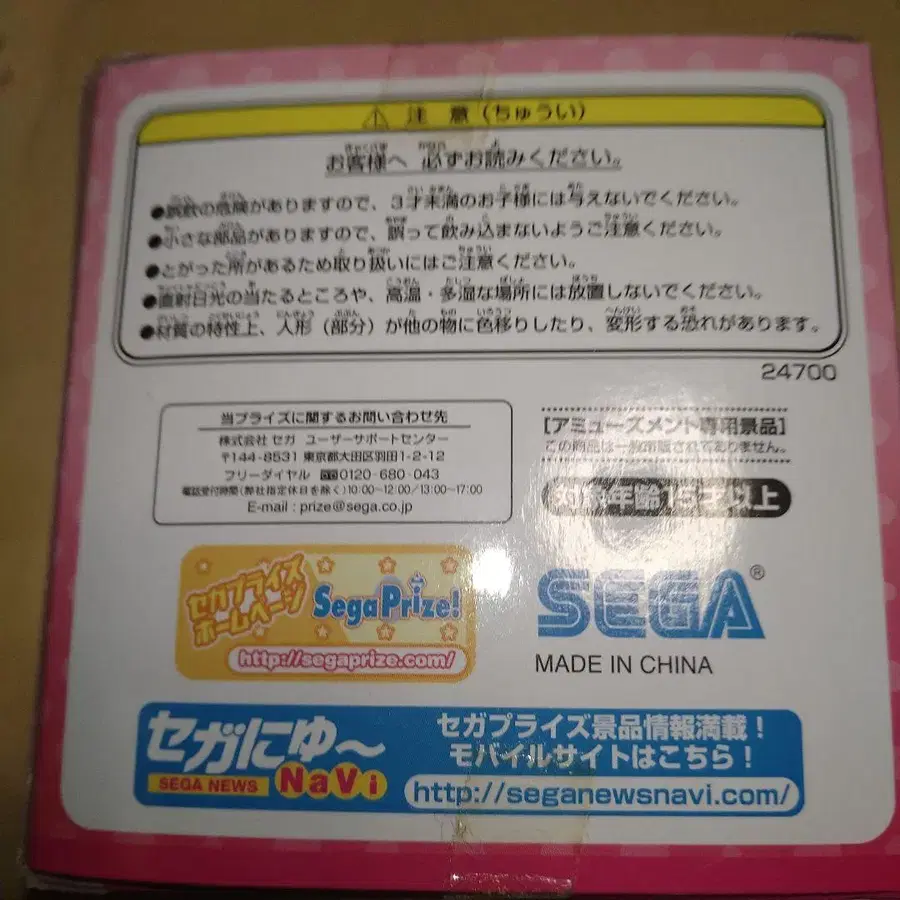 注意(ちゅうい)
お客様へ 必ずお読みください。
●誤飲の危険がありますので、3才未満のお子様には与えないでください。
●小さな部品がありますので、誤って飲み込まないようご注意ください。
●とがった所があるため取り扱いにはご注意ください。
●直射日光の当たるところや、高温・多湿な場所には放置しないでください。
●材質の特性上、人形(部分)が他の物に色移りしたり、変形する恐れがあります。
24700
当プライズに関するお問い合わせ先
株式会社 セガ ユーザーサポートセンター
〒144-8531 東京都大田区羽田1-2-12
フリーダイヤル 0120-680-043
電話受付時間(弊社指定休日を除く)10:00~12:00/13:00~17:00
E-mail : prize@sega.co.jp
[アミューズメント専用景品]
この商品は一般市販されておりません。
対象年齢15才以上
セガプライズ
ホームページ
SegaPrize!
http://segaprize.com/
SEGA®
MADE IN CHINA
セガにゅ~
SEGA NEWS NaVi
セガプライズ景品情報満載!
モバイルサイトはこちら!
http://seganewsnavi.com/